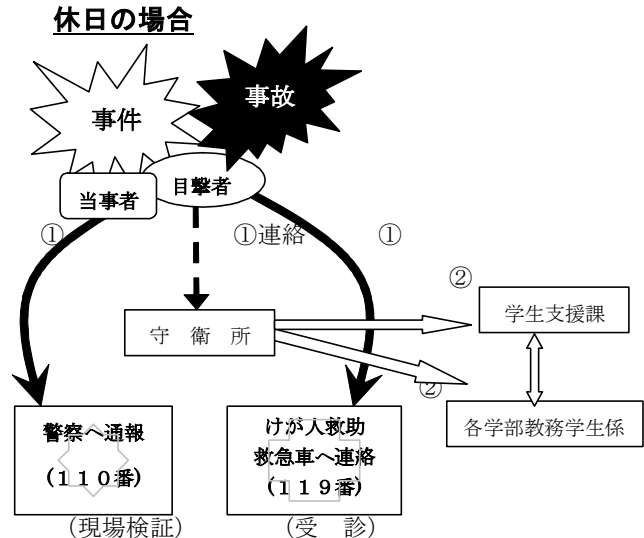 休日の場合
事件
事故
当事者
目撃者
①
①連絡
①
②
学生支援課
守　衛　所
②
各学部教務学生係
警察へ通報
（１１０番）
けが人救助
救急車へ連絡
（１１９番）
（現場検証）
（受　診）